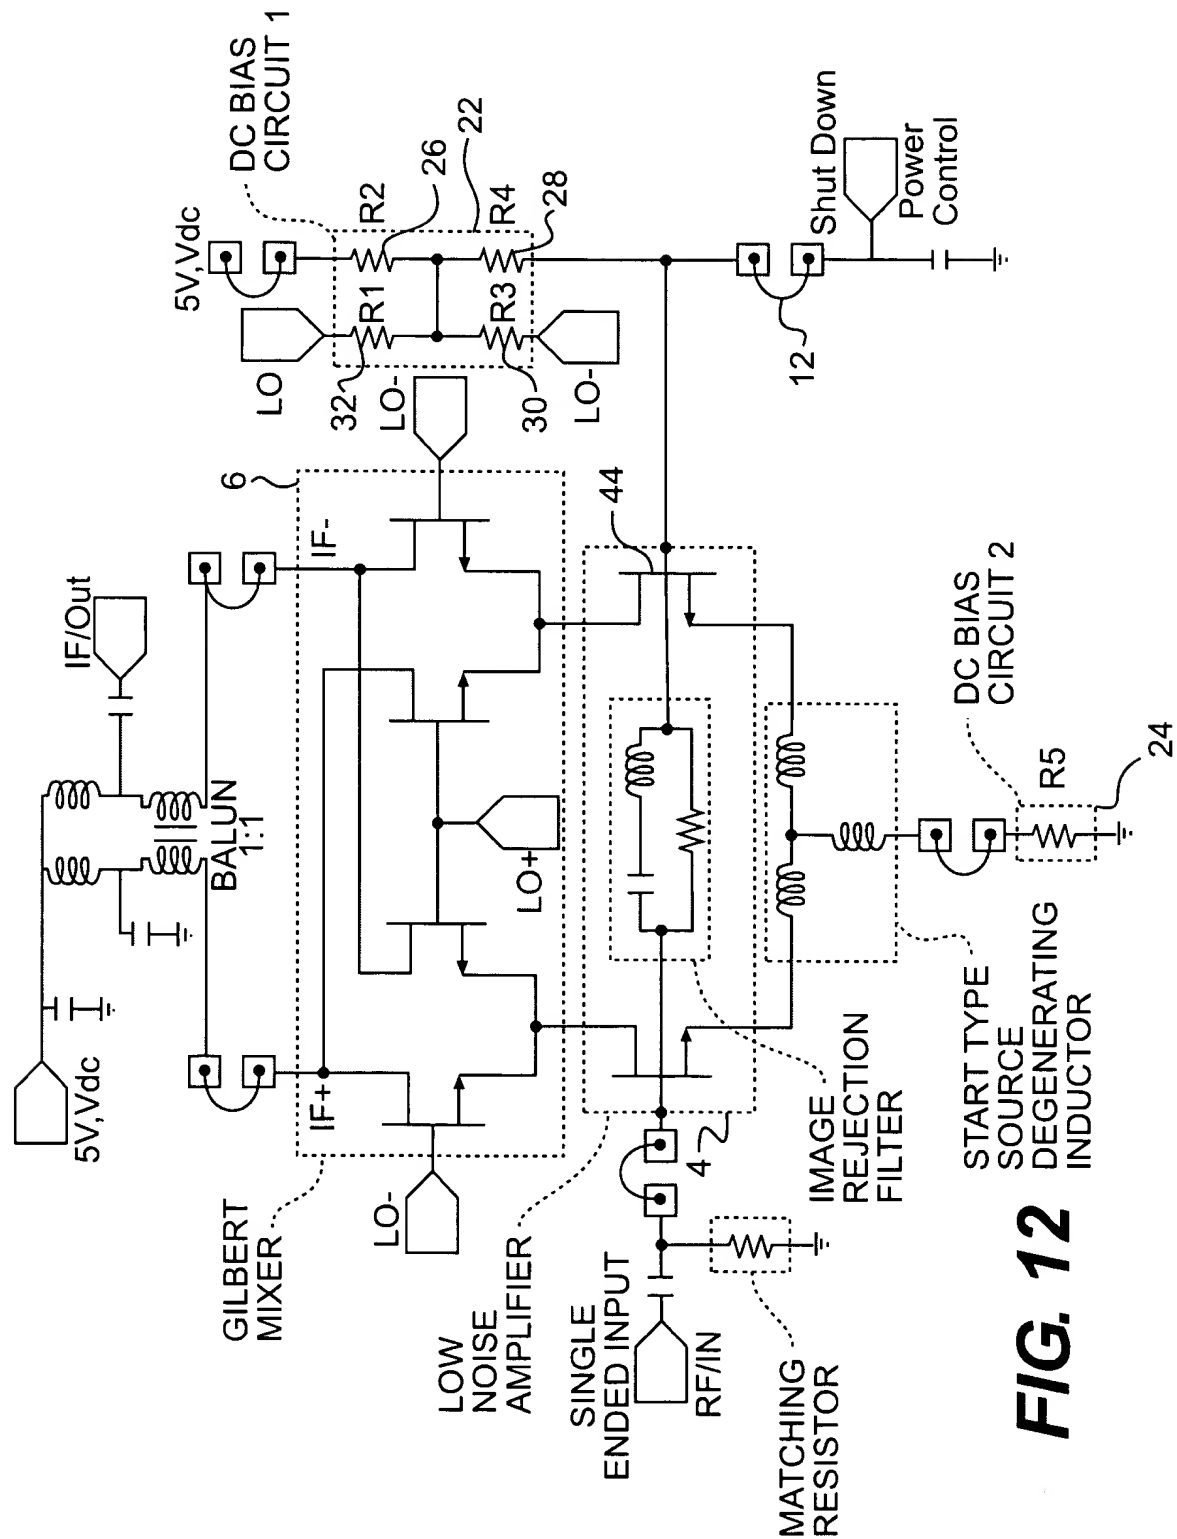 5V,Vdc
IF/Out
BALUN
1:1
5V,Vdc
DC BIAS
CIRCUIT 1
LO
R1
R2
26
22
R3
R4
28
32
30
LO-
LO-
GILBERT
MIXER
6
IF+
IF-
LO-
LO+
LOW
NOISE
AMPLIFIER
44
12
Shut Down
Power
Control
SINGLE
ENDED INPUT
RF/IN
4
MATCHING
RESISTOR
IMAGE
REJECTION
FILTER
START TYPE
SOURCE
DEGENERATING
INDUCTOR
DC BIAS
CIRCUIT 2
R5
24
FIG. 12